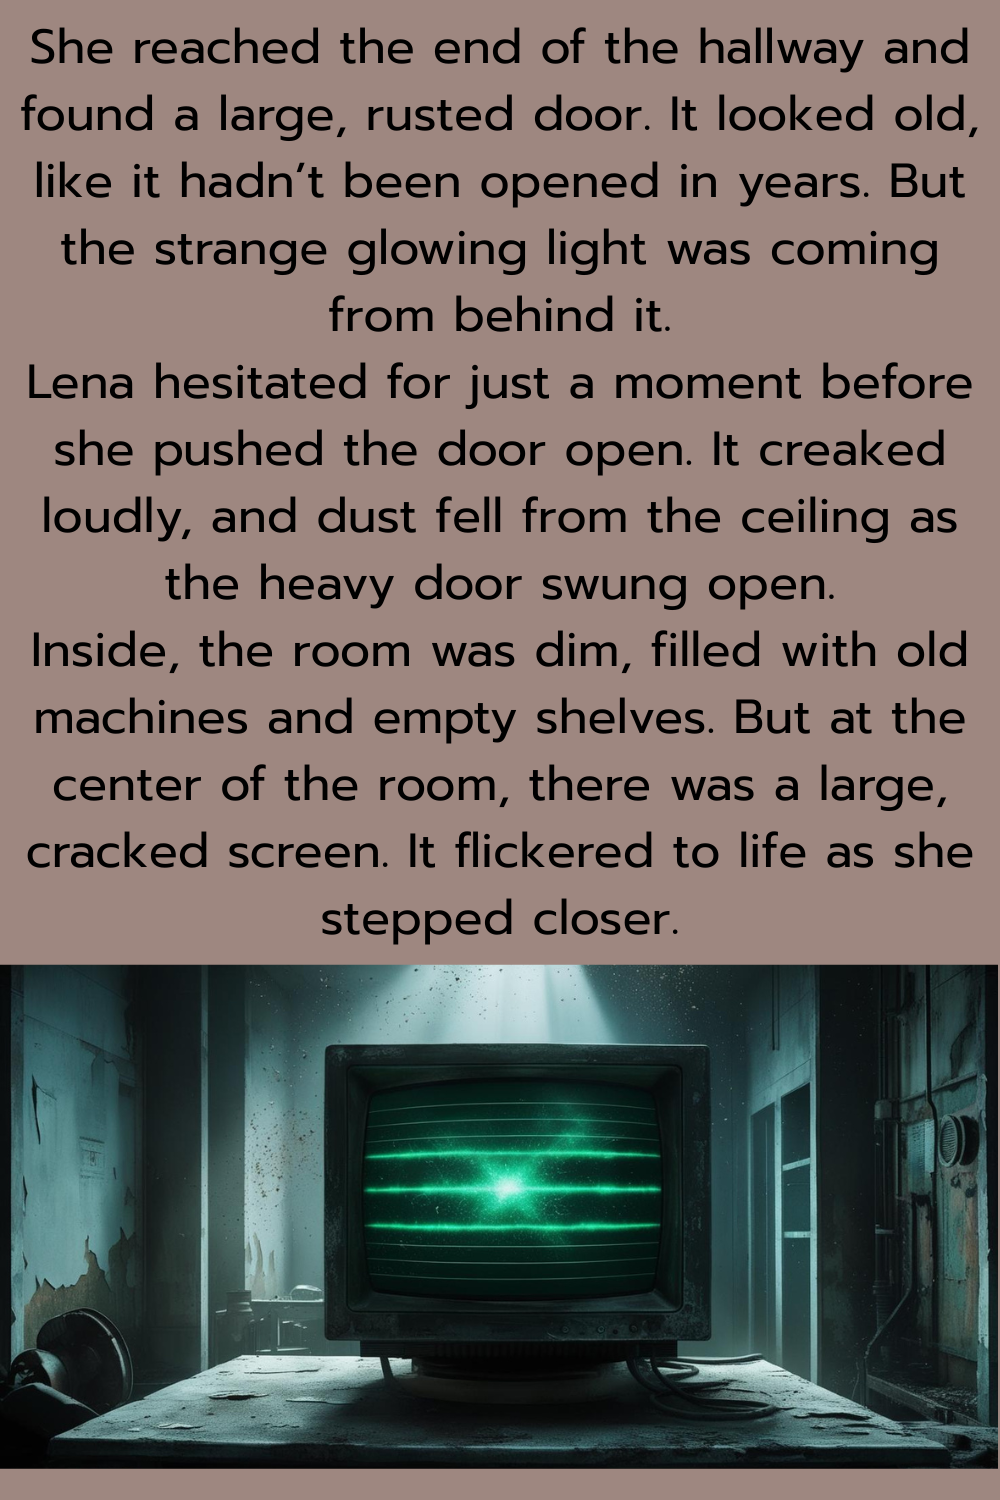 She reached the end of the hallway and
found a large, rusted door. It looked old,
like it hadn’t been opened in years. But
the strange glowing light was coming
from behind it.
Lena hesitated for just a moment before
she pushed the door open. It creaked
loudly, and dust fell from the ceiling as
the heavy door swung open.
Inside, the room was dim, filled with old
machines and empty shelves. But at the
center of the room, there was a large,
cracked screen. It flickered to life as she
stepped closer.